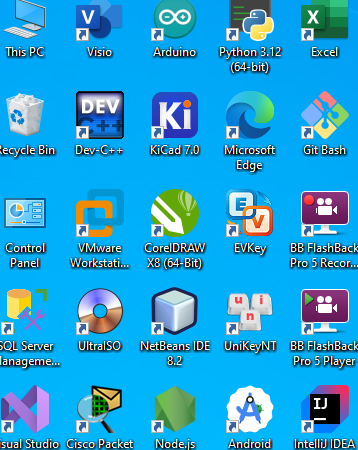 This PC
Visio
Arduino
Python 3.12
(64-bit)
Excel
Recycle Bin
DEV
C++
Dev-C++
Ki
KiCad 7.0
Microsoft
Edge
Git Bash
Control
Panel
VMware
Workstati...
CorelDRAW
X8 (64-Bit)
E
V
EVKey
BB FlashBack
Pro 5 Recor...
SQL Server
Manageme...
UltraISO
NetBeans IDE
8.2
u n i
UniKeyNT
BB FlashBack
Pro 5 Player
Visual Studio
Cisco Packet
Node.js
Android
IJ
IntelliJ IDEA